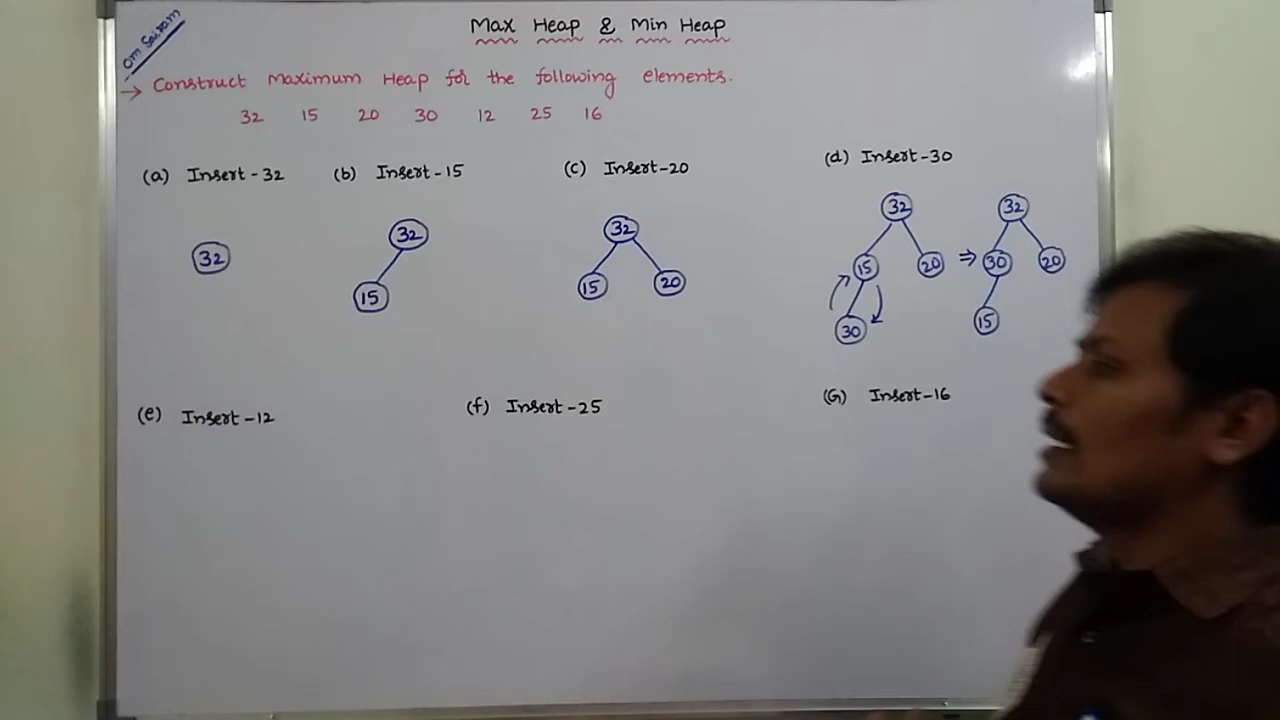 Om Sairam
Max Heap & Min Heap
→ Construct Maximum Heap for the following elements.
32 15 20 30 12 25 16
(a) Insert-32
(b) Insert-15
(c) Insert-20
(d) Insert-30
32
32
15
32
15 20
32
15 20
30
⇒
32
30 20
15
(e) Insert-12
(f) Insert-25
(G) Insert-16